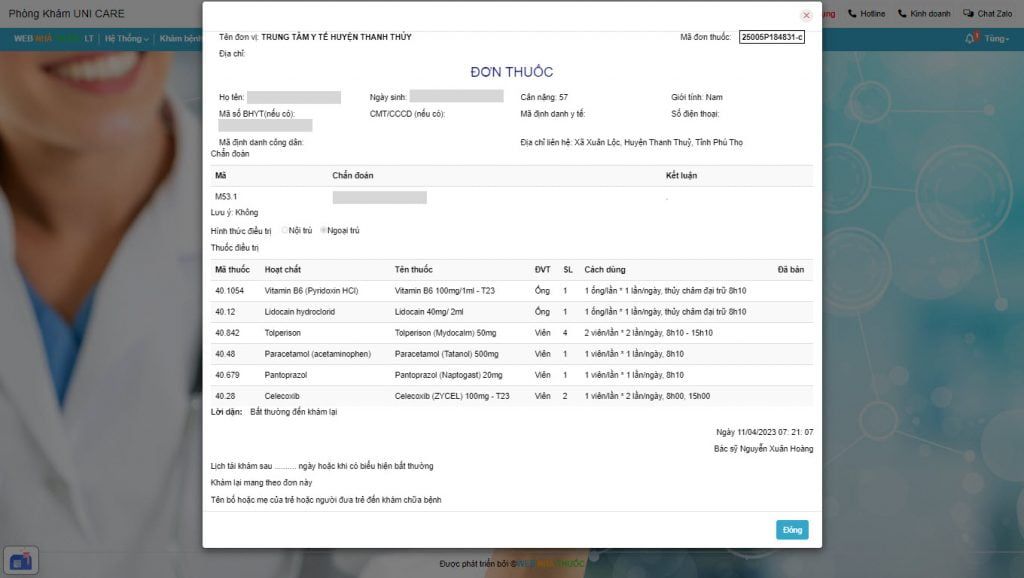 Phòng Khám UNI CARE
Hotline
Kinh doanh
Chat Zalo
WEB NHÀ THUỐC LT
Hệ Thống
Khám bệnh
1
Tùng
Tên đơn vị: TRUNG TÂM Y TẾ HUYỆN THANH THỦY
Mã đơn thuốc: 25005P184831-c
Địa chỉ:
ĐƠN THUỐC
Họ tên:
Ngày sinh:
Cân nặng: 57
Giới tính: Nam
Mã số BHYT(nếu có):
CMT/CCCD (nếu có):
Mã định danh y tế:
Số điện thoại:
Mã định danh công dân:
Địa chỉ liên hệ: Xã Xuân Lộc, Huyện Thanh Thuỷ, Tỉnh Phú Thọ
Chẩn đoán
Mã Chẩn đoán Kết luận
M53.1 .
Lưu ý: Không
Hình thức điều trị Nội trú Ngoại trú
Thuốc điều trị
Mã thuốc Hoạt chất Tên thuốc ĐVT SL Cách dùng Đã bán
40.1054 Vitamin B6 (Pyridoxin HCl) Vitamin B6 100mg/1ml - T23 Ống 1 1 ống/lần * 1 lần/ngày, thủy châm đại trữ 8h10
40.12 Lidocain hydroclorid Lidocain 40mg/ 2ml Ống 1 1 ống/lần * 1 lần/ngày, thủy châm đại trữ 8h10
40.842 Tolperison Tolperison (Mydocalm) 50mg Viên 4 2 viên/lần * 2 lần/ngày, 8h10 - 15h10
40.48 Paracetamol (acetaminophen) Paracetamol (Tatanol) 500mg Viên 1 1 viên/lần * 1 lần/ngày, 8h10
40.679 Pantoprazol Pantoprazol (Naptogast) 20mg Viên 1 1 viên/lần * 1 lần/ngày, 8h10
40.28 Celecoxib Celecoxib (ZYCEL) 100mg - T23 Viên 2 1 viên/lần * 2 lần/ngày, 8h00, 15h00
Lời dặn: Bất thường đến khám lại
Ngày 11/04/2023 07: 21: 07
Bác sỹ Nguyễn Xuân Hoàng
Lịch tái khám sau .......... ngày hoặc khi có biểu hiện bất thường
Khám lại mang theo đơn này
Tên bố hoặc mẹ của trẻ hoặc người đưa trẻ đến khám chữa bệnh
Đóng
Được phát triển bởi ©WEB NHÀ THUỐC